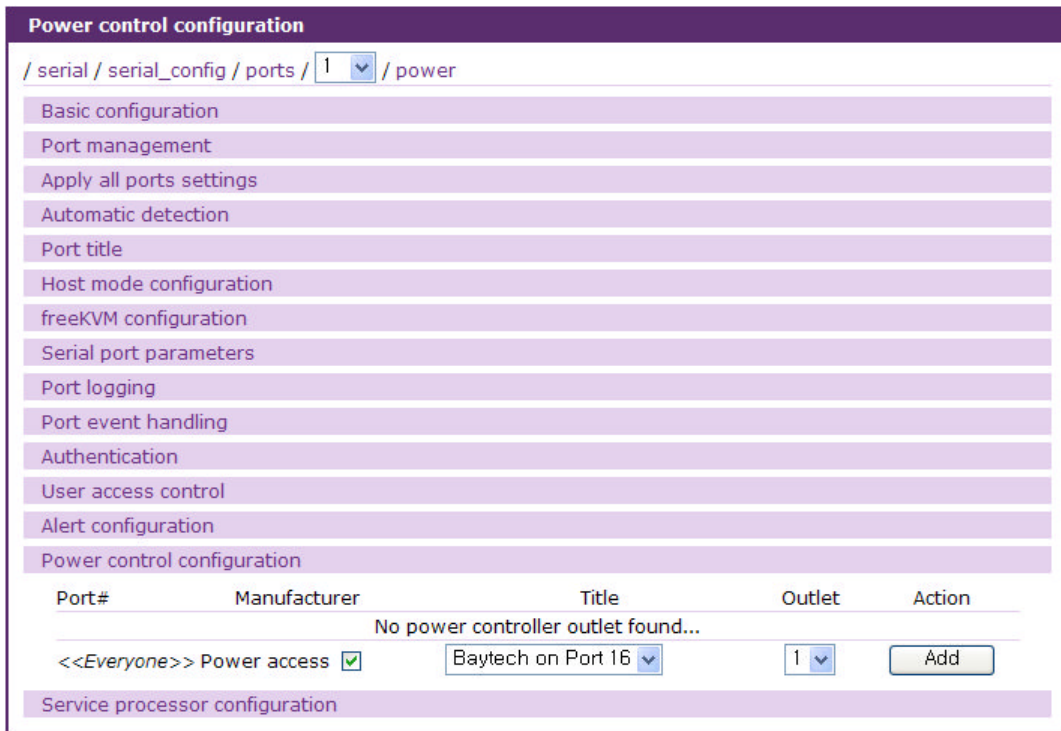 Power control configuration
/ serial / serial_config / ports / 1 / power
Basic configuration
Port management
Apply all ports settings
Automatic detection
Port title
Host mode configuration
freeKVM configuration
Serial port parameters
Port logging
Port event handling
Authentication
User access control
Alert configuration
Power control configuration
Port# Manufacturer Title Outlet Action
No power controller outlet found...
<<Everyone>> Power access Baytech on Port 16 1 Add
Service processor configuration